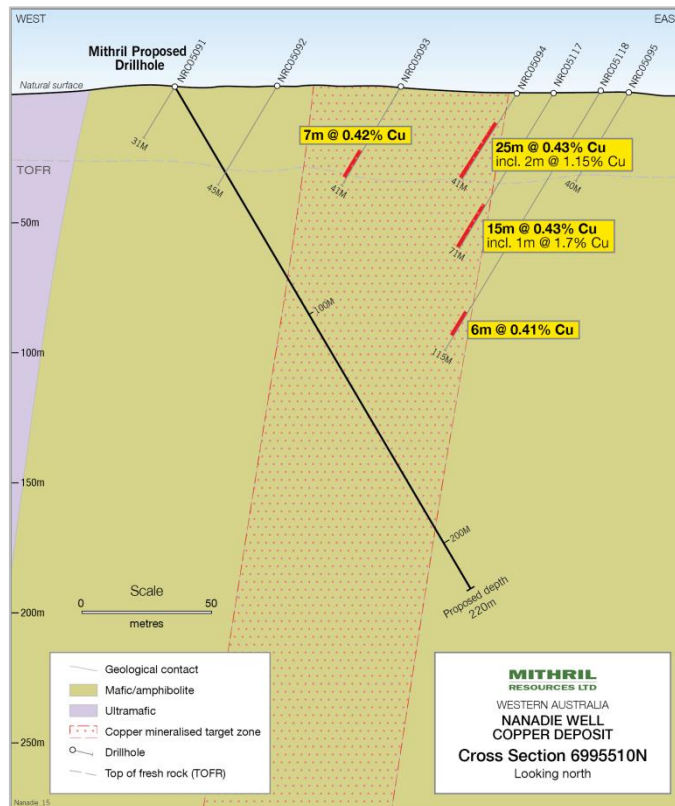 WEST
EAS
Mithril Proposed
Drillhole
NRC05091
NRC05092
NRC05093
NRC05094
NRC05117
NRC05118
NRC05095
Natural surface
7m @ 0.42% Cu
25m @ 0.43% Cu
incl. 2m @ 1.15% Cu
31M
TOFR
45M
41M
41M
40M
50m
15m @ 0.43% Cu
incl. 1m @ 1.7% Cu
71M
100M
6m @ 0.41% Cu
115M
100m
150m
200M
Proposed depth
220m
Scale
0 50
metres
200m
Geological contact
Mafic/amphibolite
Ultramafic
Copper mineralised target zone
Drillhole
Top of fresh rock (TOFR)
250m
MITHRIL
RESOURCES LTD
WESTERN AUSTRALIA
NANADIE WELL
COPPER DEPOSIT
Cross Section 6995510N
Looking north
Nanadie 15